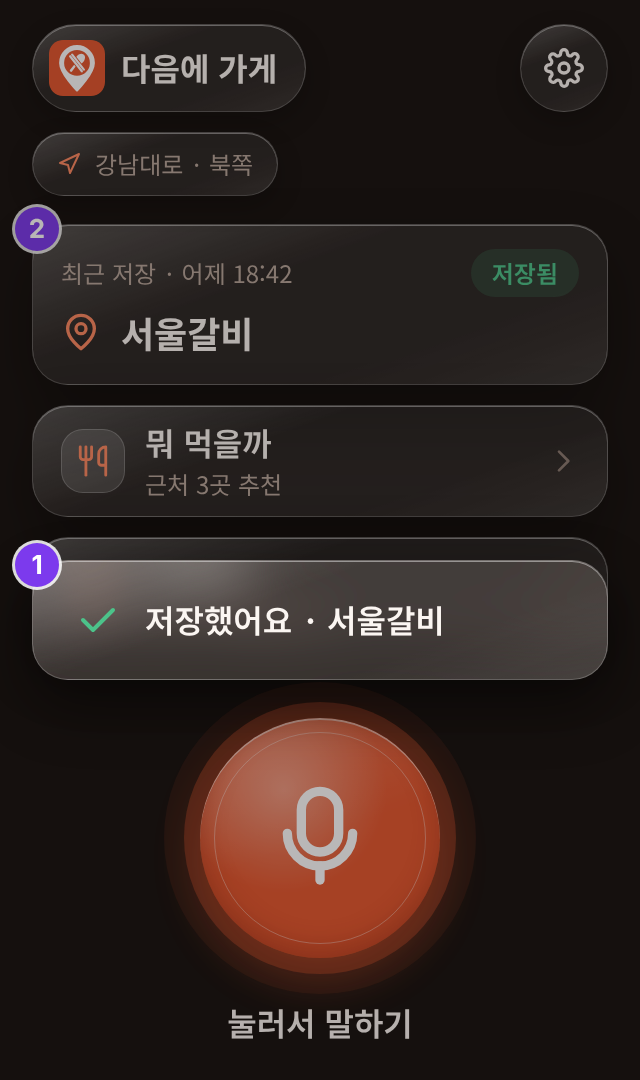 다음에 가게
강남대로 · 북쪽
2
최근 저장 · 어제 18:42
저장됨
서울갈비
뭐 먹을까
근처 3곳 추천
1
저장했어요 · 서울갈비
눌러서 말하기